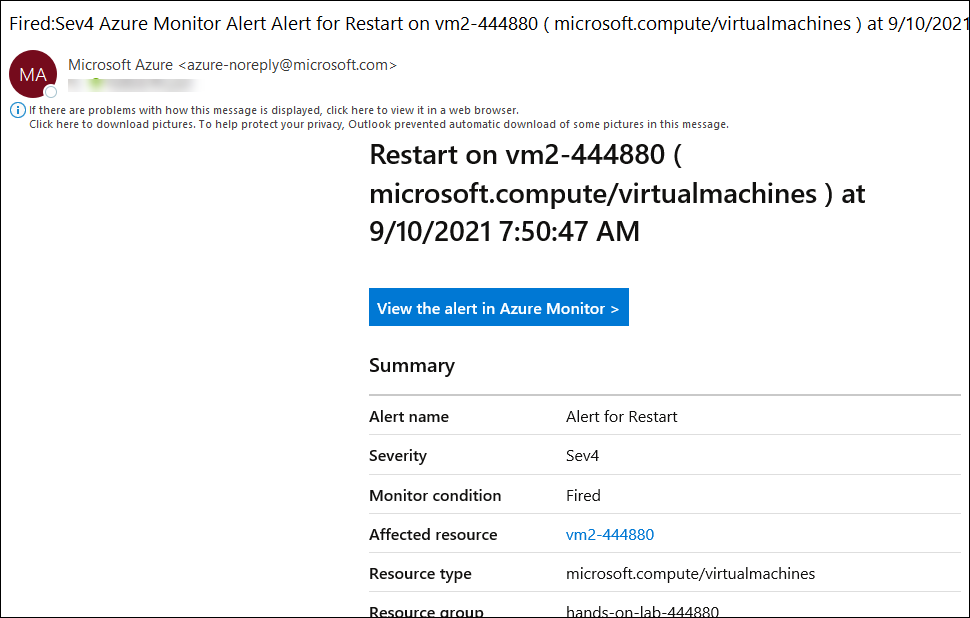 Fired:Sev4 Azure Monitor Alert Alert for Restart on vm2-444880 ( microsoft.compute/virtualmachines ) at 9/10/2021
MA
Microsoft Azure <azure-noreply@microsoft.com>
If there are problems with how this message is displayed, click here to view it in a web browser.
Click here to download pictures. To help protect your privacy, Outlook prevented automatic download of some pictures in this message.
Restart on vm2-444880 (
microsoft.compute/virtualmachines ) at
9/10/2021 7:50:47 AM
View the alert in Azure Monitor >
Summary
Alert name Alert for Restart
Severity Sev4
Monitor condition Fired
Affected resource vm2-444880
Resource type microsoft.compute/virtualmachines
Resource group hands-on-lab-444880